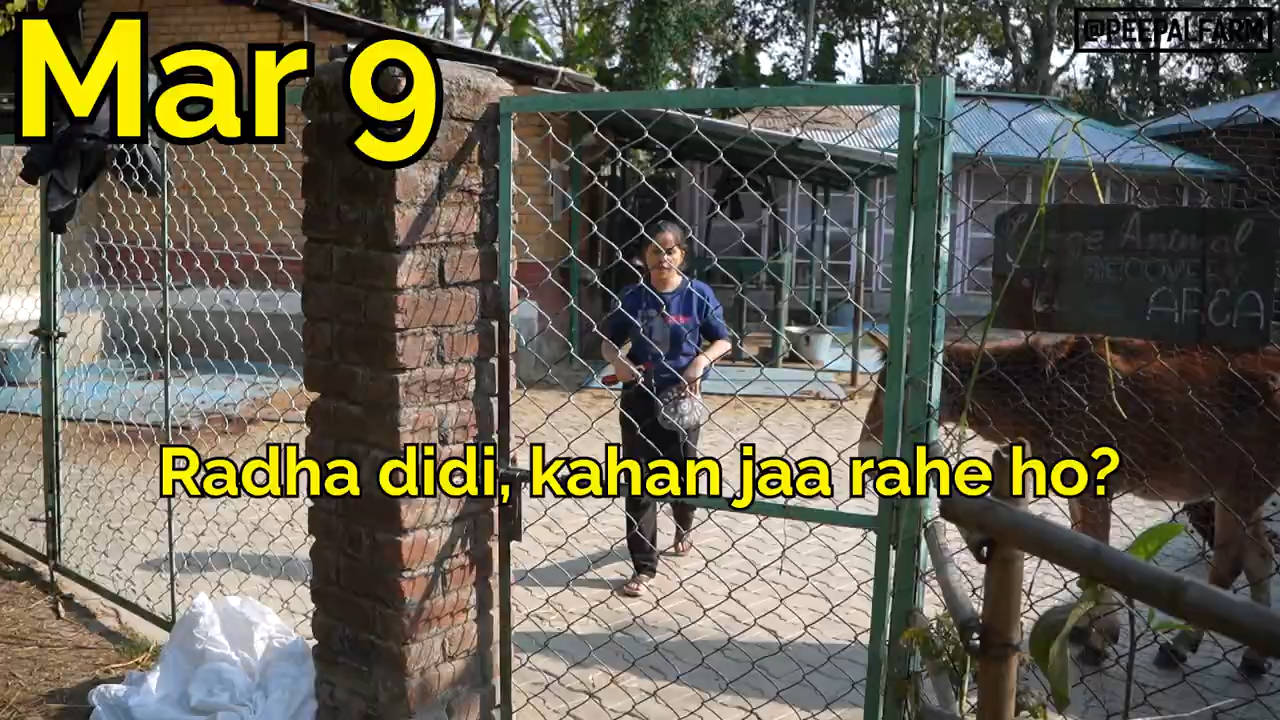 Mar 9
@PEEPALFARM
Animal
RECOVERY
AREA
Radha didi, kahan jaa rahe ho?